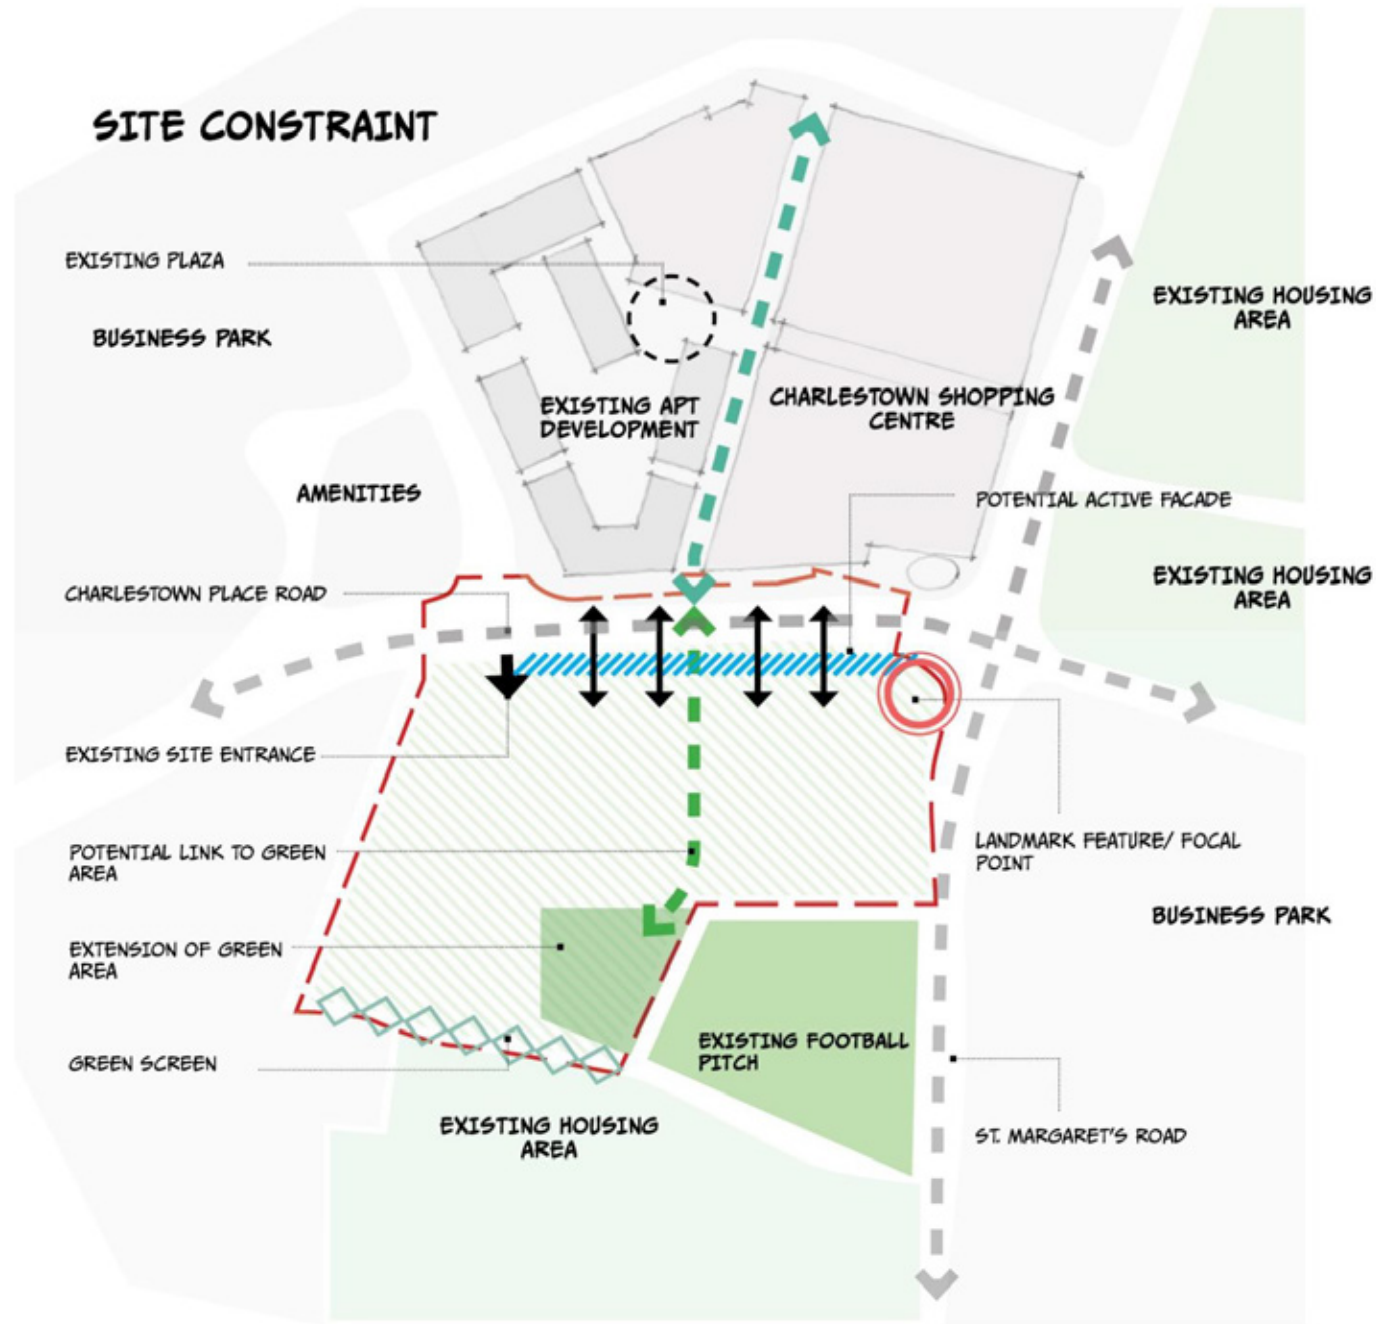 SITE CONSTRAINT
EXISTING PLAZA
BUSINESS PARK
EXISTING HOUSING
AREA
EXISTING APT
DEVELOPMENT
CHARLESTOWN SHOPPING
CENTRE
AMENITIES
POTENTIAL ACTIVE FACADE
CHARLESTOWN PLACE ROAD
EXISTING HOUSING
AREA
EXISTING SITE ENTRANCE
POTENTIAL LINK TO GREEN
AREA
LANDMARK FEATURE/ FOCAL
POINT
BUSINESS PARK
EXTENSION OF GREEN
AREA
EXISTING FOOTBALL
PITCH
GREEN SCREEN
EXISTING HOUSING
AREA
ST. MARGARET'S ROAD